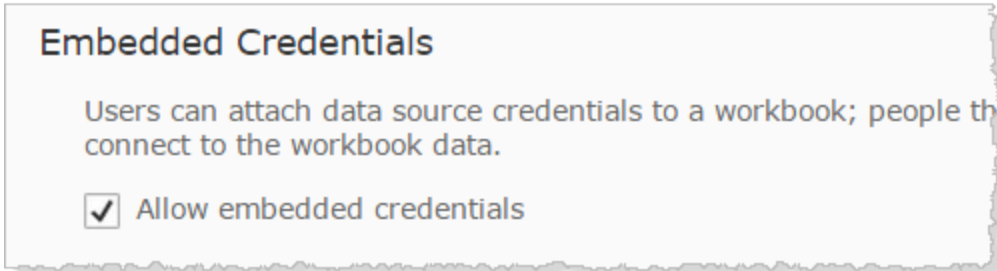 Embedded Credentials
Users can attach data source credentials to a workbook; people th
connect to the workbook data.
Allow embedded credentials